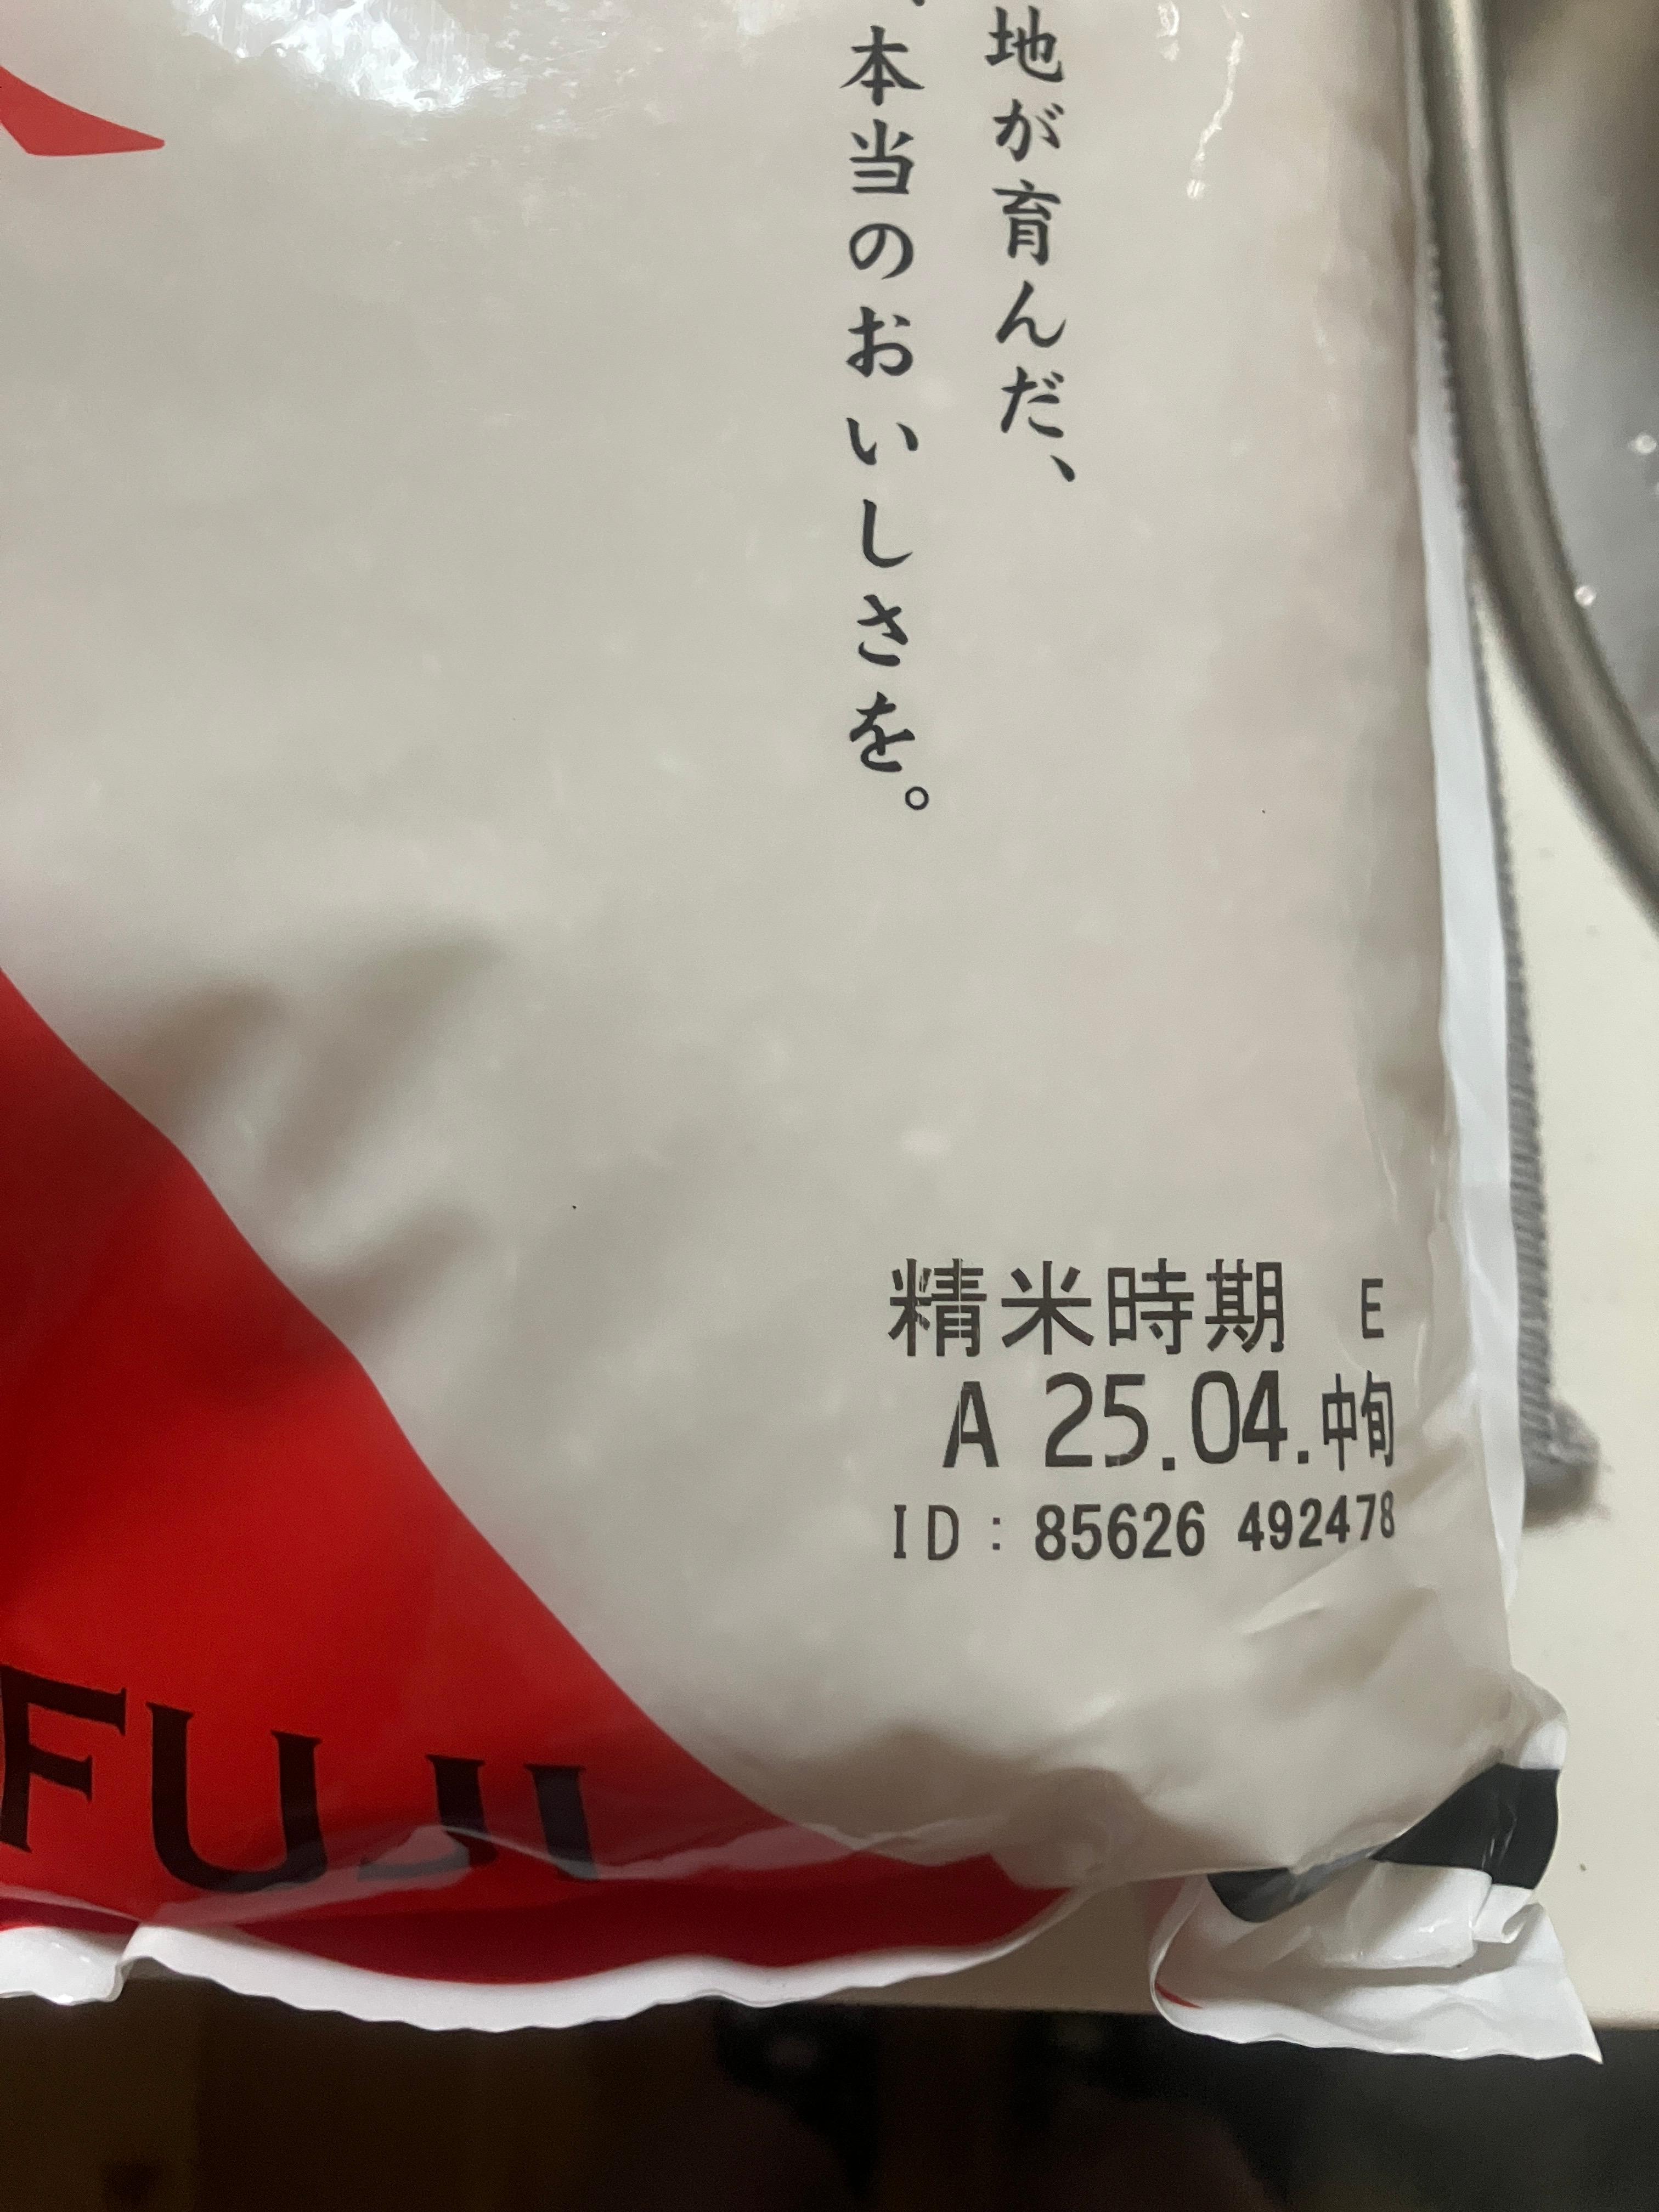 地が育んだ、
本当のおいしさを。
精米時期 E
A 25.04.中旬
ID:85626 492478
FUJI